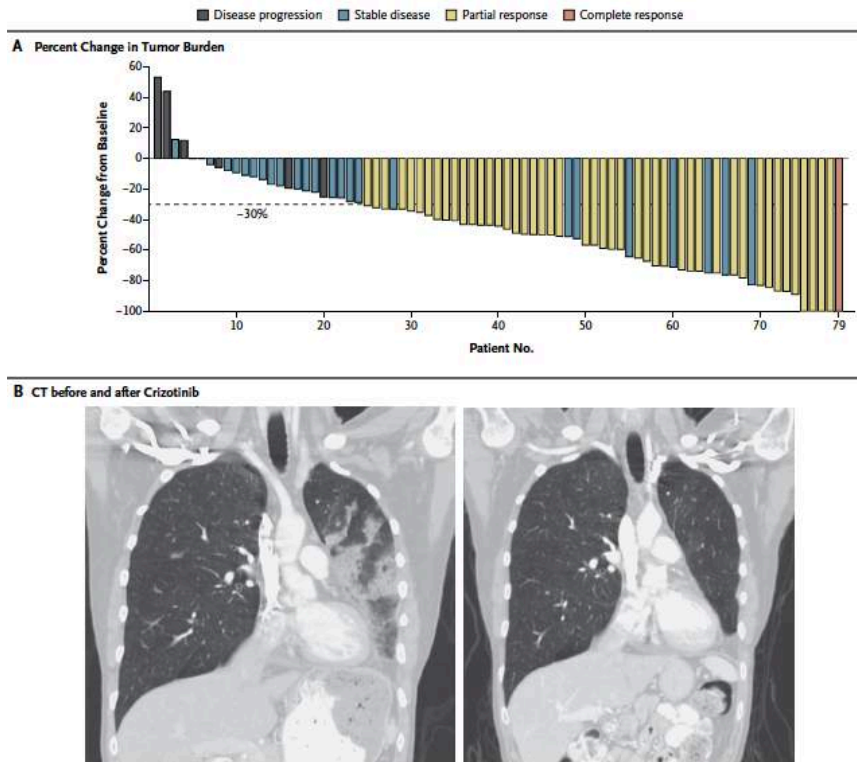 Disease progression Stable disease Partial response Complete response
A Percent Change in Tumor Burden
Percent Change from Baseline
60
40
20
0
−20
−40
−60
−80
−100
−30%
10 20 30 40 50 60 70 79
Patient No.
B CT before and after Crizotinib